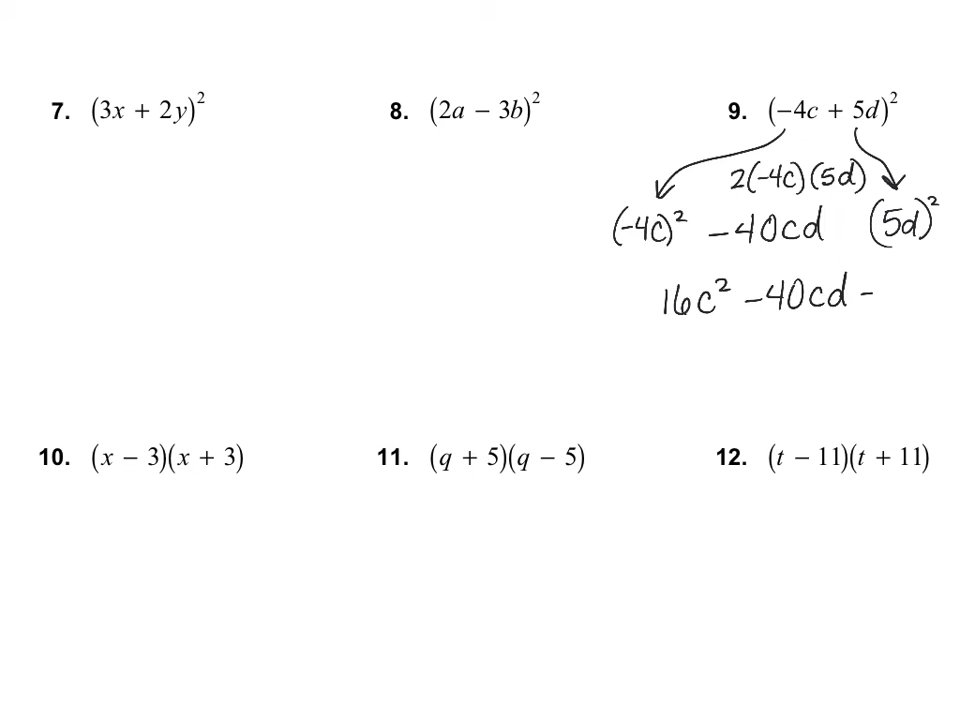 7. (3x + 2y)²
8. (2a − 3b)²
9. (−4c + 5d)²
2(-4c)(5d)
(-4c)² -40cd (5d)²
16c² -40cd -
10. (x − 3)(x + 3)
11. (q + 5)(q − 5)
12. (t − 11)(t + 11)